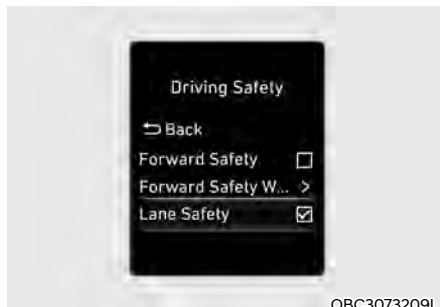 Driving Safety
Back
Forward Safety
Forward Safety W... >
Lane Safety
OBC3073209L